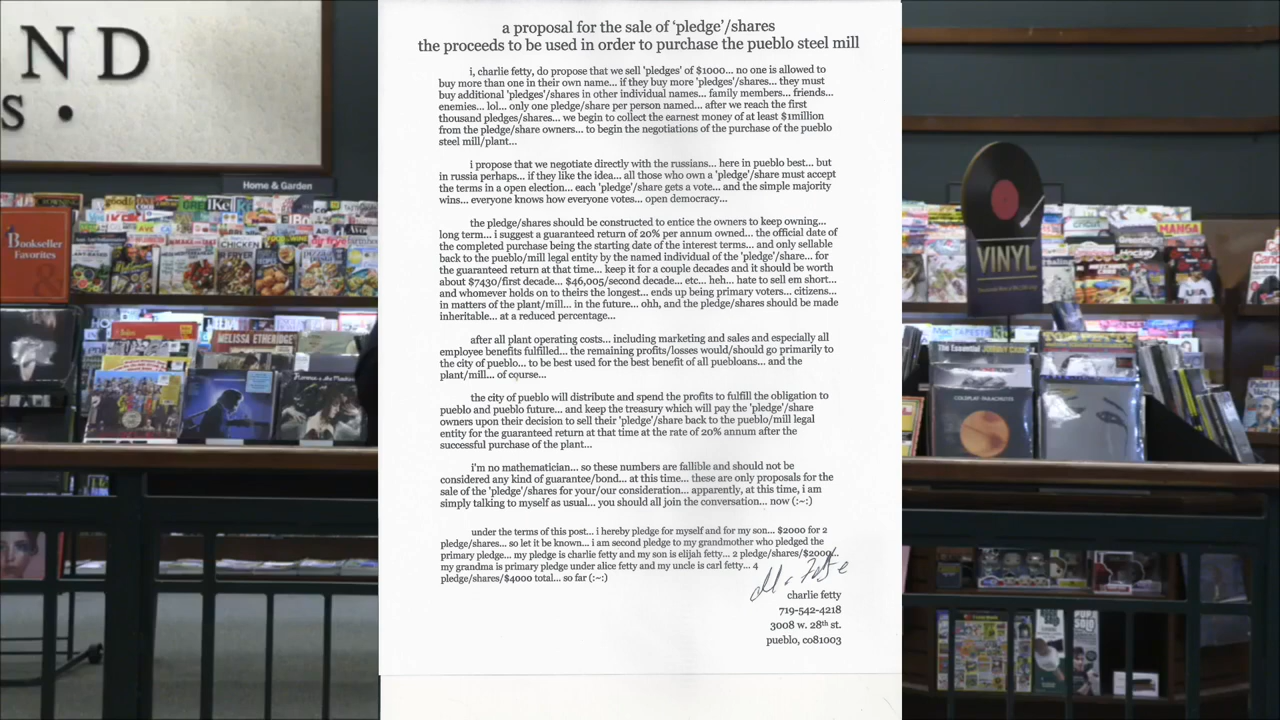 ND
S.
Home & Garden
Bookseller
Favorites
MELISSA ETHERIDGE
VINYL
MANGA
The Essential JOHNNY CASH
COLDPLAY PARACHUTES
a proposal for the sale of 'pledge'/shares
the proceeds to be used in order to purchase the pueblo steel mill
i, charlie fetty, do propose that we sell 'pledges' of $1000... no one is allowed to
buy more than one in their own name... if they buy more 'pledges'/shares... they must
buy additional 'pledges'/shares in other individual names... family members... friends...
enemies... lol... only one pledge/share per person named... after we reach the first
thousand pledges/shares... we begin to collect the earnest money of at least $1million
from the pledge/share owners... to begin the negotiations of the purchase of the pueblo
steel mill/plant...
i propose that we negotiate directly with the russians... here in pueblo best... but
in russia perhaps... if they like the idea... all those who own a 'pledge'/share must accept
the terms in a open election... each 'pledge'/share gets a vote... and the simple majority
wins... everyone knows how everyone votes... open democracy...
the pledge/shares should be constructed to entice the owners to keep owning...
long term... i suggest a guaranteed return of 20% per annum owned... the official date of
the completed purchase being the starting date of the interest terms... and only sellable
back to the pueblo/mill legal entity by the named individual of the 'pledge'/share... for
the guaranteed return at that time... keep it for a couple decades and it should be worth
about $7430/first decade... $46,005/second decade... etc... heh... hate to sell em short...
and whomever holds on to theirs the longest... ends up being primary voters... citizens...
in matters of the plant/mill... in the future... ohh, and the pledge/shares should be made
inheritable... at a reduced percentage...
after all plant operating costs... including marketing and sales and especially all
employee benefits fulfilled... the remaining profits/losses would/should go primarily to
the city of pueblo... to be best used for the best benefit of all puebloans... and the
plant/mill... of course...
the city of pueblo will distribute and spend the profits to fulfill the obligation to
pueblo and pueblo future... and keep the treasury which will pay the 'pledge'/share
owners upon their decision to sell their 'pledge'/share back to the pueblo/mill legal
entity for the guaranteed return at that time at the rate of 20% annum after the
successful purchase of the plant...
i'm no mathematician... so these numbers are fallible and should not be
considered any kind of guarantee/bond... at this time... these are only proposals for the
sale of the 'pledge'/shares for your/our consideration... apparently, at this time, i am
simply talking to myself as usual... you should all join the conversation... now (:~:)
under the terms of this post... i hereby pledge for myself and for my son... $2000 for 2
pledge/shares... so let it be known... i am second pledge to my grandmother who pledged the
primary pledge... my pledge is charlie fetty and my son is elijah fetty... 2 pledge/shares/$2000...
my grandma is primary pledge under alice fetty and my uncle is carl fetty... 4
pledge/shares/$4000 total... so far (:~:)
charlie fetty
719-542-4218
3008 w. 28th st.
pueblo, co81003